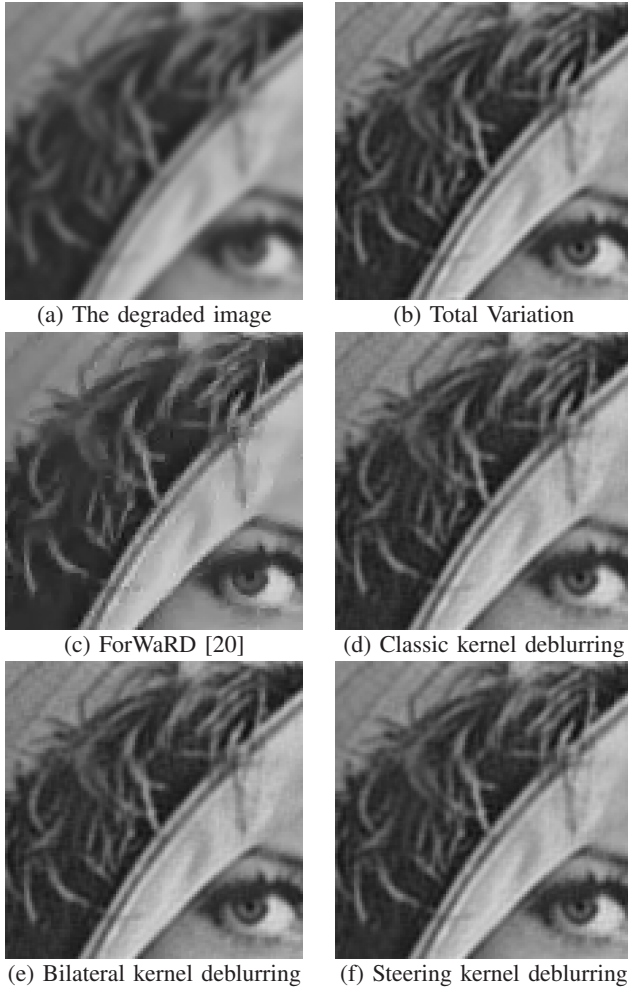 (a) The degraded image
(b) Total Variation
(c) ForWaRD [20]
(d) Classic kernel deblurring
(e) Bilateral kernel deblurring
(f) Steering kernel deblurring